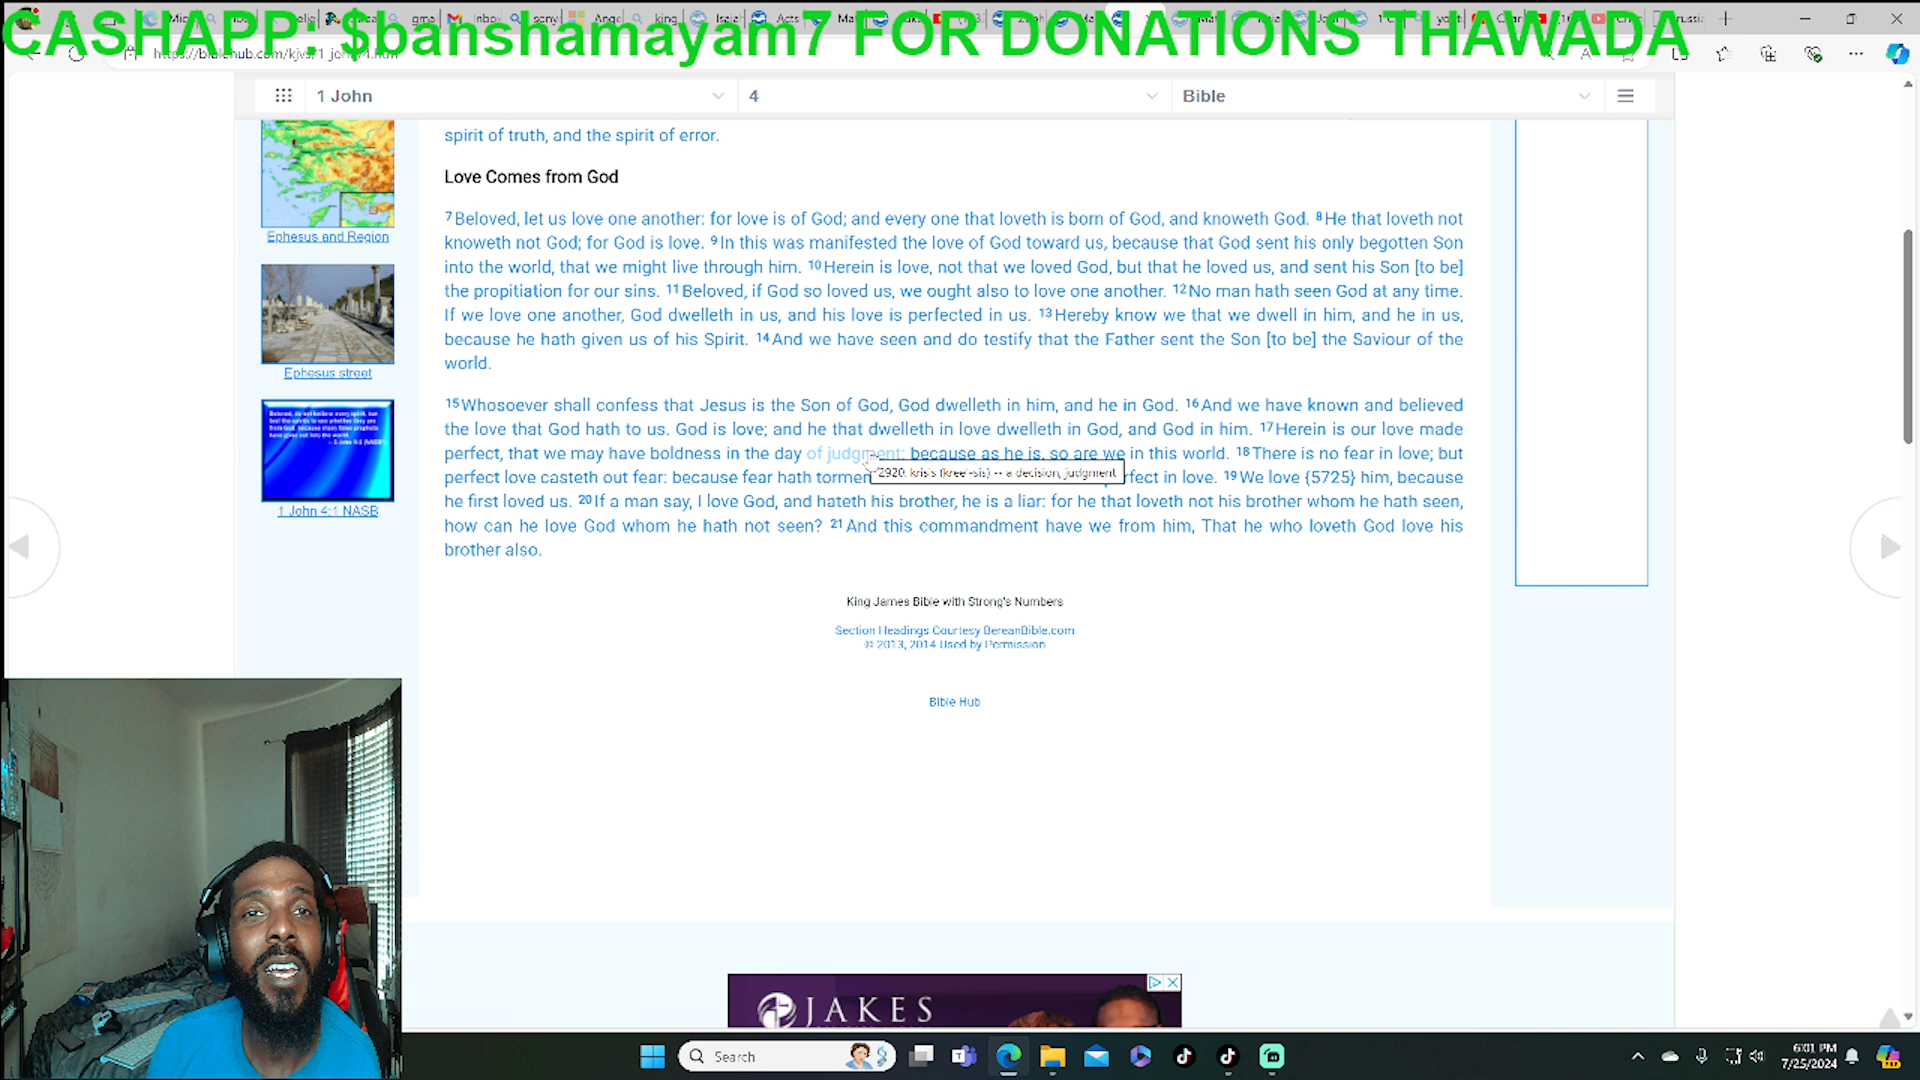 CASHAPP: $banshamayam7 FOR DONATIONS THAWADA
1 John
4
Bible
spirit of truth, and the spirit of error.
Love Comes from God
7 Beloved, let us love one another: for love is of God; and every one that loveth is born of God, and knoweth God. 8 He that loveth not
knoweth not God; for God is love. 9 In this was manifested the love of God toward us, because that God sent his only begotten Son
into the world, that we might live through him. 10 Herein is love, not that we loved God, but that he loved us, and sent his Son [to be]
the propitiation for our sins. 11 Beloved, if God so loved us, we ought also to love one another. 12 No man hath seen God at any time.
If we love one another, God dwelleth in us, and his love is perfected in us. 13 Hereby know we that we dwell in him, and he in us,
because he hath given us of his Spirit. 14 And we have seen and do testify that the Father sent the Son [to be] the Saviour of the
world.
15 Whosoever shall confess that Jesus is the Son of God, God dwelleth in him, and he in God. 16 And we have known and believed
the love that God hath to us. God is love; and he that dwelleth in love dwelleth in God, and God in him. 17 Herein is our love made
perfect, that we may have boldness in the day of judgment: because as he is, so are we in this world. 18 There is no fear in love; but
perfect love casteth out fear: because fear hath tormen
2920. krisis (kree'-sis) -- a decision, judgment
rfect in love. 19 We love {5725} him, because
he first loved us. 20 If a man say, I love God, and hateth his brother, he is a liar: for he that loveth not his brother whom he hath seen,
how can he love God whom he hath not seen? 21 And this commandment have we from him, That he who loveth God love his
brother also.
King James Bible with Strong's Numbers
Section Headings Courtesy BereanBible.com
© 2013, 2014 Used by Permission
Bible Hub
Ephesus and Region
Ephesus street
1 John 4:1 NASB
JAKES
Search
6:01 PM
7/25/2024